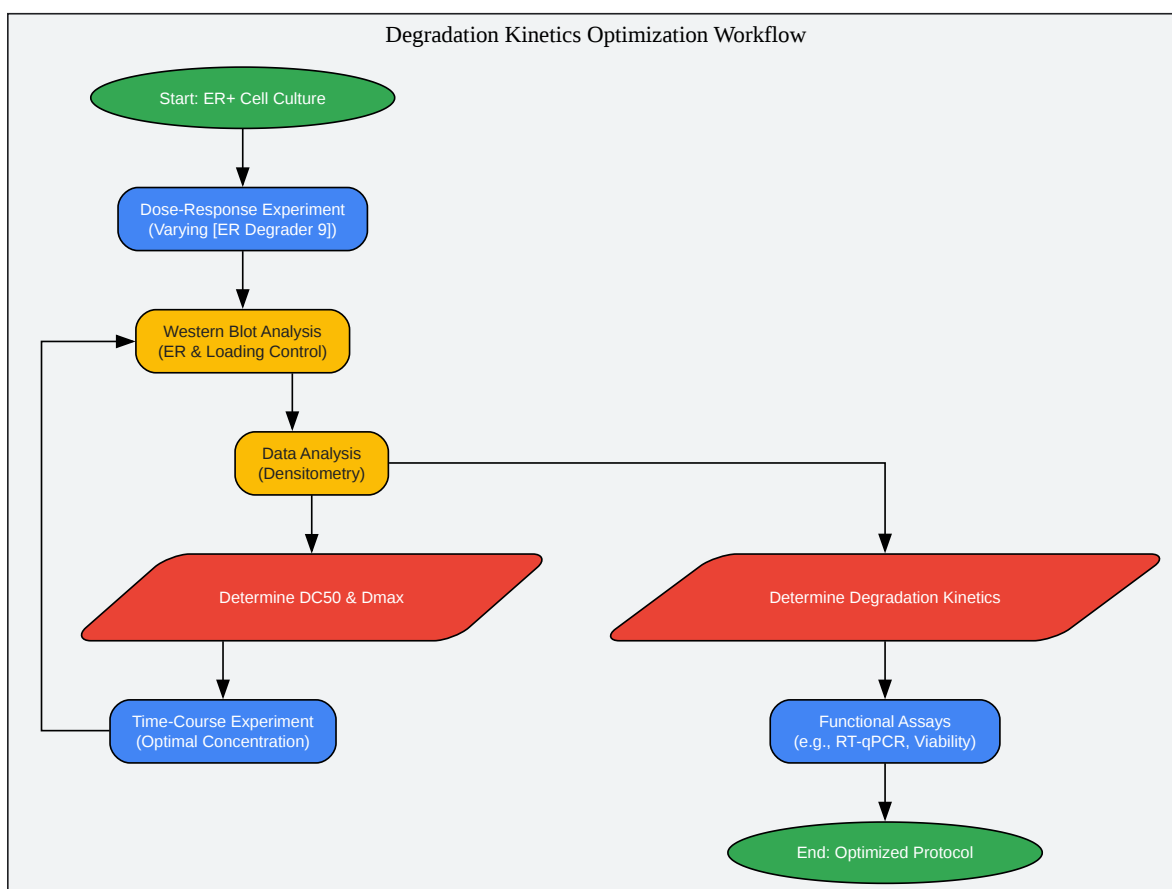 Degradation Kinetics Optimization Workflow
Start: ER+ Cell Culture
Dose-Response Experiment
(Varying [ER Degrader 9])
Western Blot Analysis
(ER & Loading Control)
Data Analysis
(Densitometry)
Determine DC50 & Dmax
Determine Degradation Kinetics
Time-Course Experiment
(Optimal Concentration)
Functional Assays
(e.g., RT-qPCR, Viability)
End: Optimized Protocol